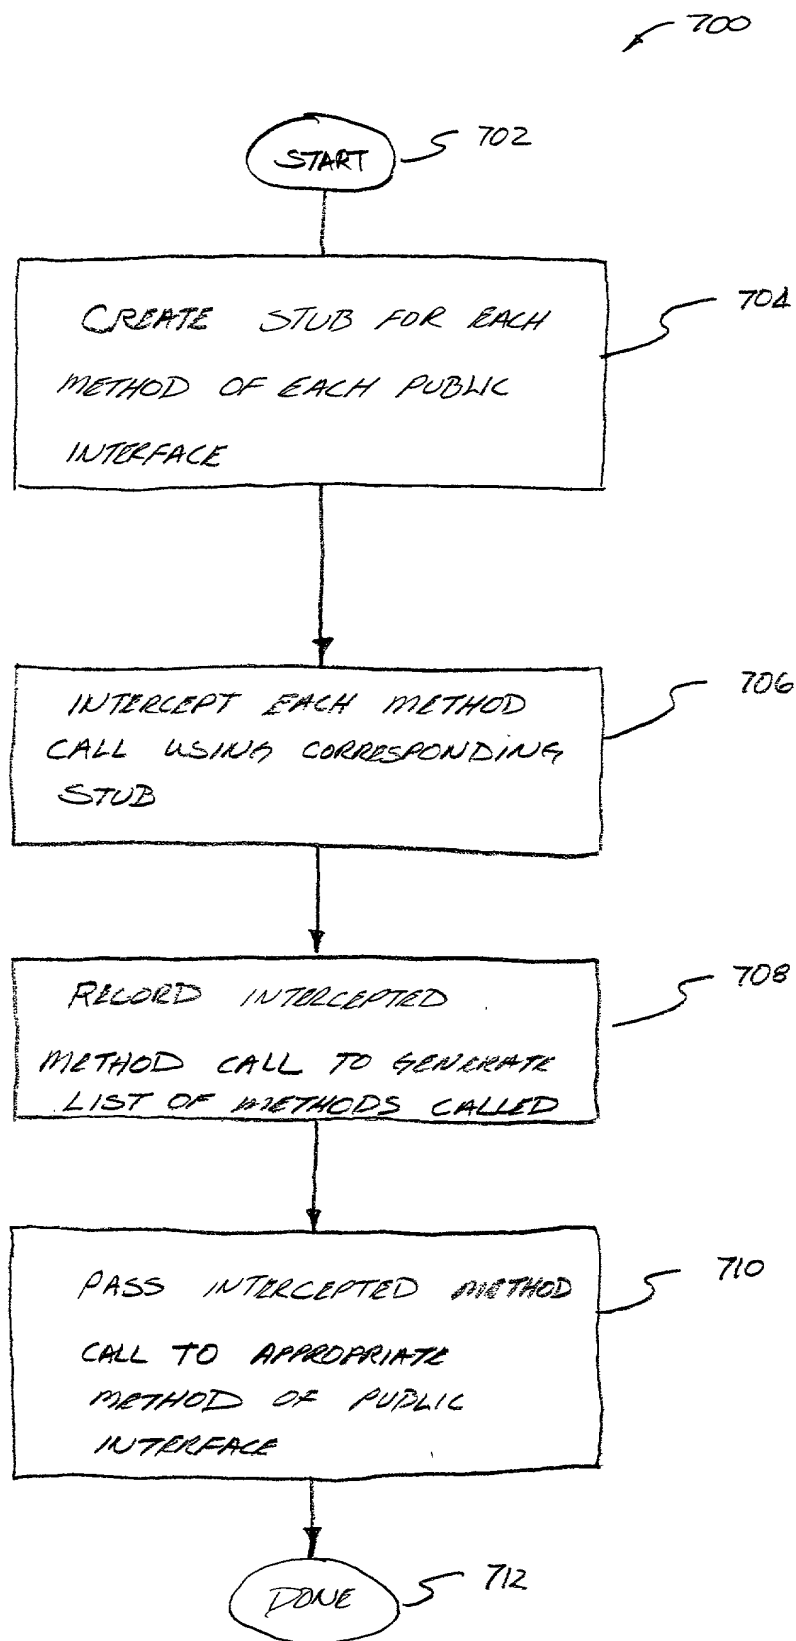 700
START
702
CREATE STUB FOR EACH
704
METHOD OF EACH PUBLIC
INTERFACE
INTERCEPT EACH METHOD
706
CALL USING CORRESPONDING
STUB
RECORD INTERCEPTED
708
METHOD CALL TO GENERATE
LIST OF METHODS CALLED
PASS INTERCEPTED METHOD
710
CALL TO APPROPRIATE
METHOD OF PUBLIC
INTERFACE
DONE
712